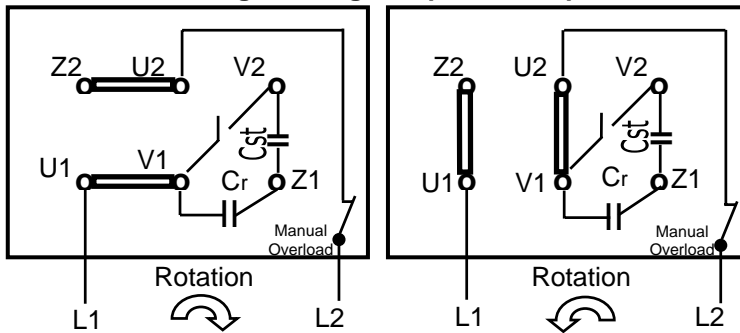 Z2 U2 V2
Cst
U1 V1 Cr Z1
Manual
Overload
Rotation
L1 L2
Z2 U2 V2
Cst
U1 V1 Cr Z1
Manual
Overload
Rotation
L1 L2